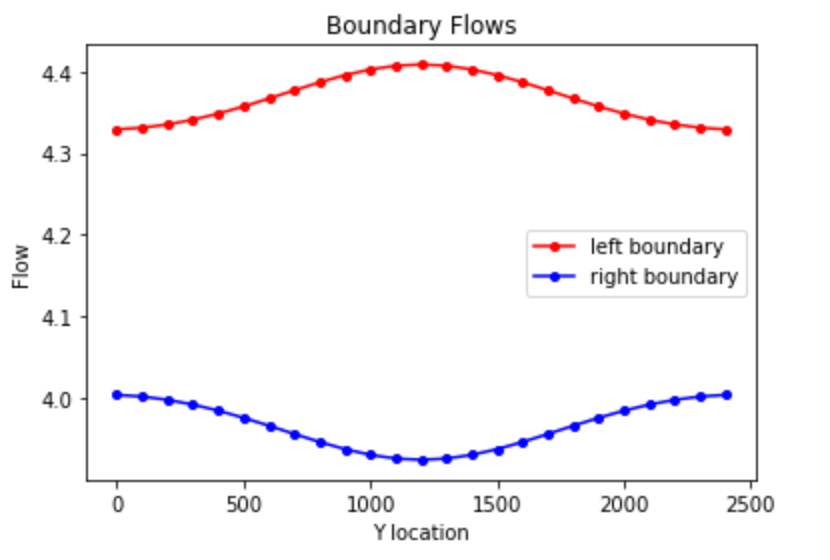 Boundary Flows
4.4
4.3
4.2
4.1
4.0
Flow
left boundary
right boundary
0 500 1000 1500 2000 2500
Y location